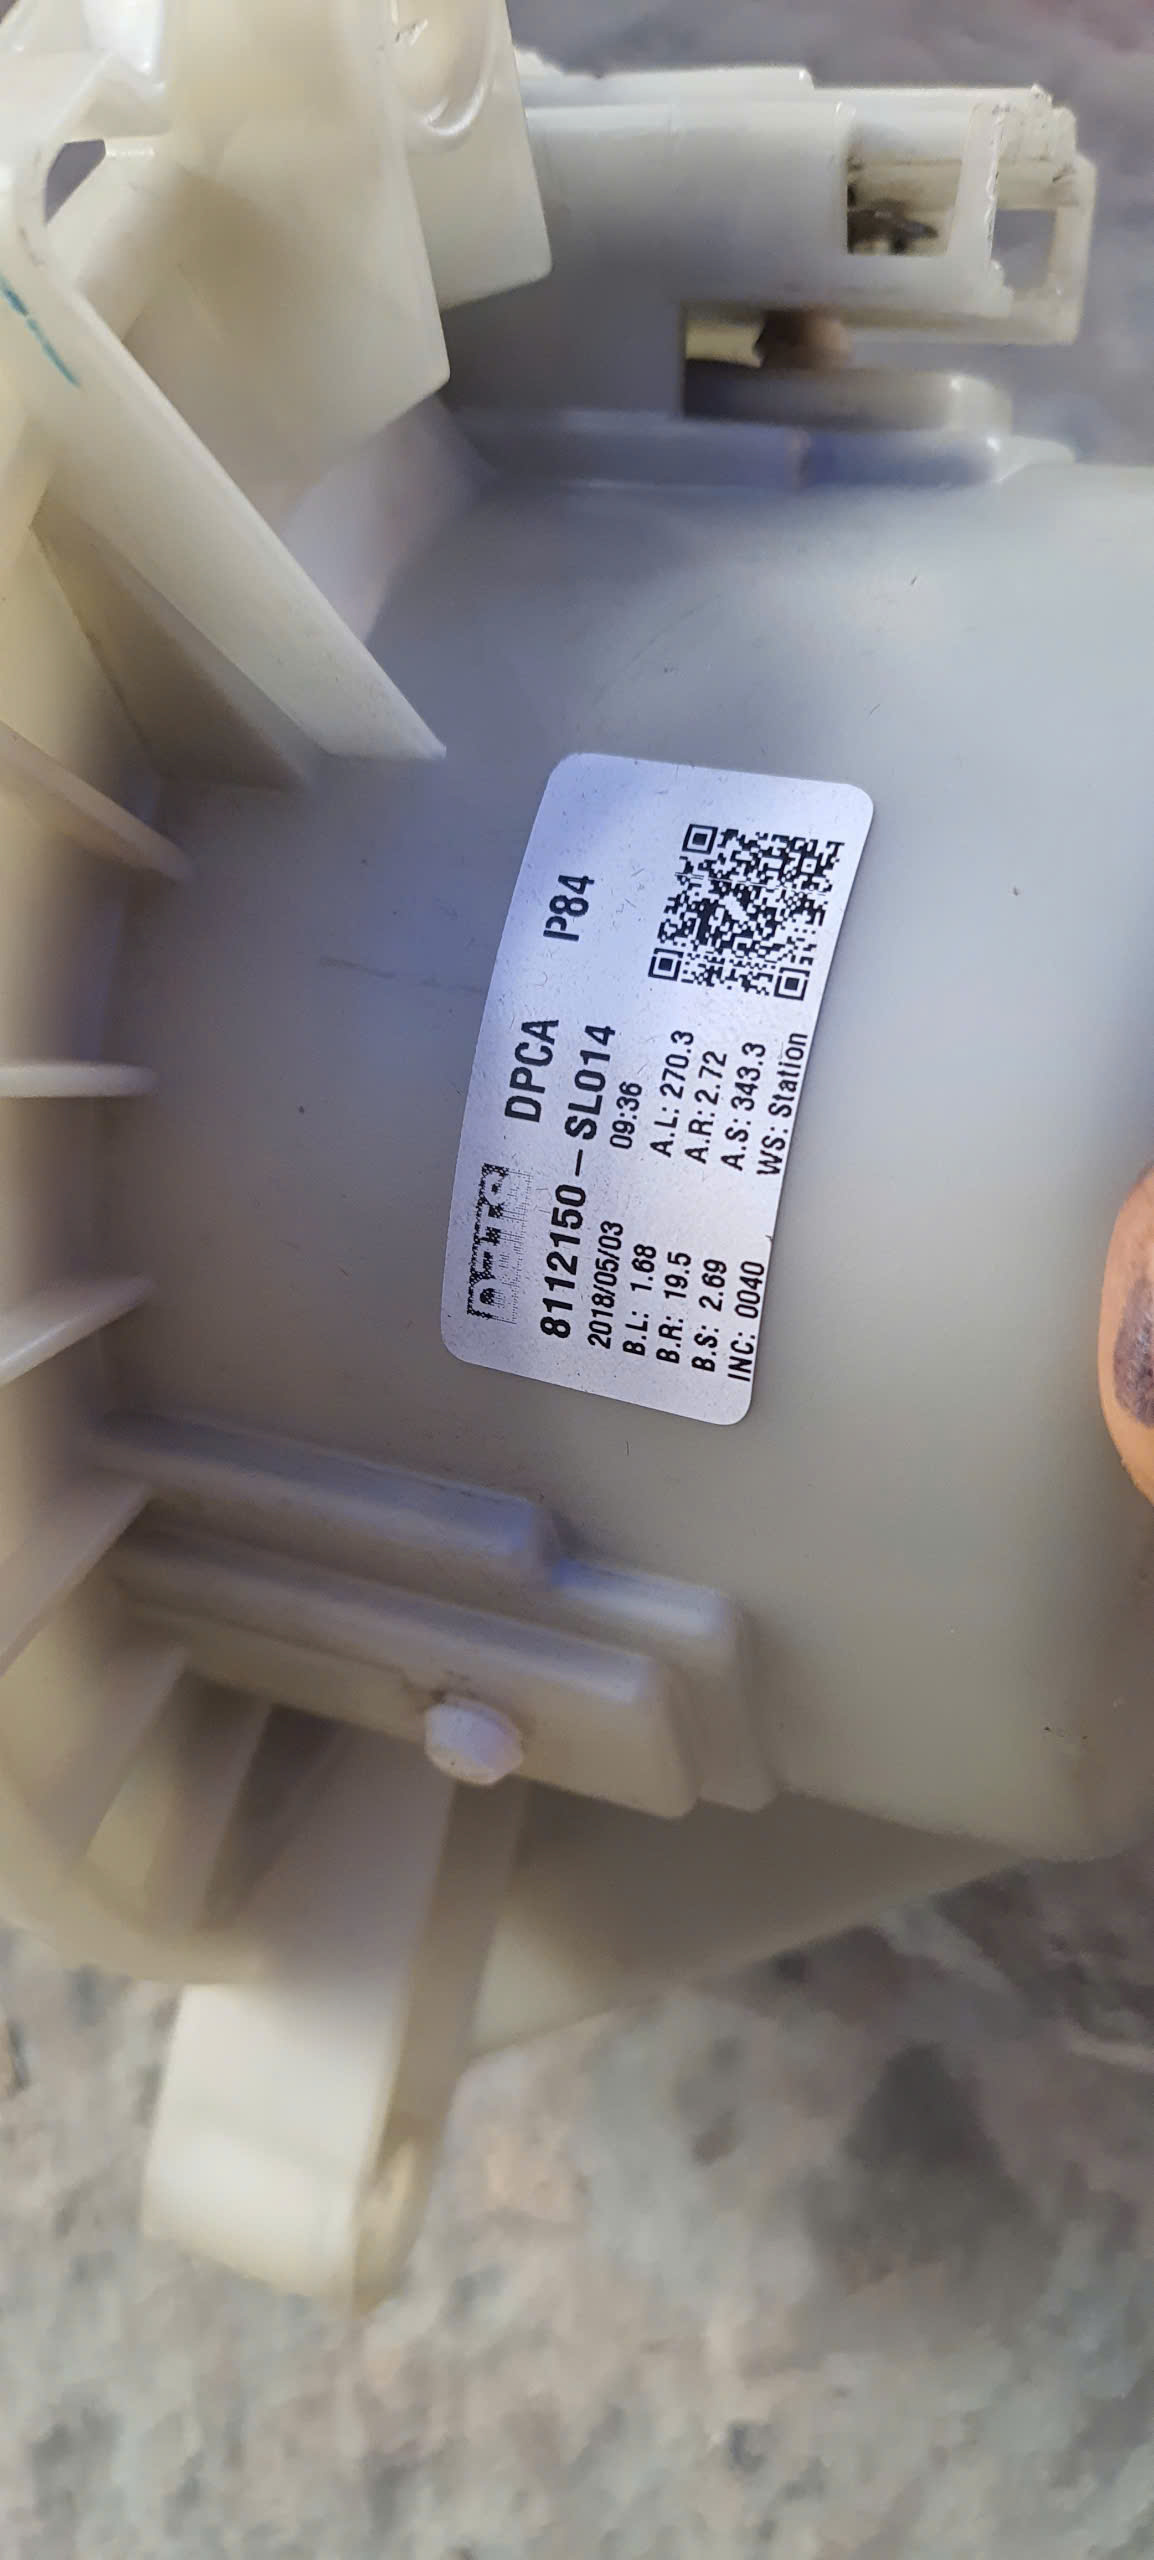 DPCA P84
8112150-SL014
2018/05/03 09:36
B.L: 1.68 A.L: 270.3
B.R: 19.5 A.R: 2.72
B.S: 2.69 A.S: 343.3
INC: 0040 WS: Station